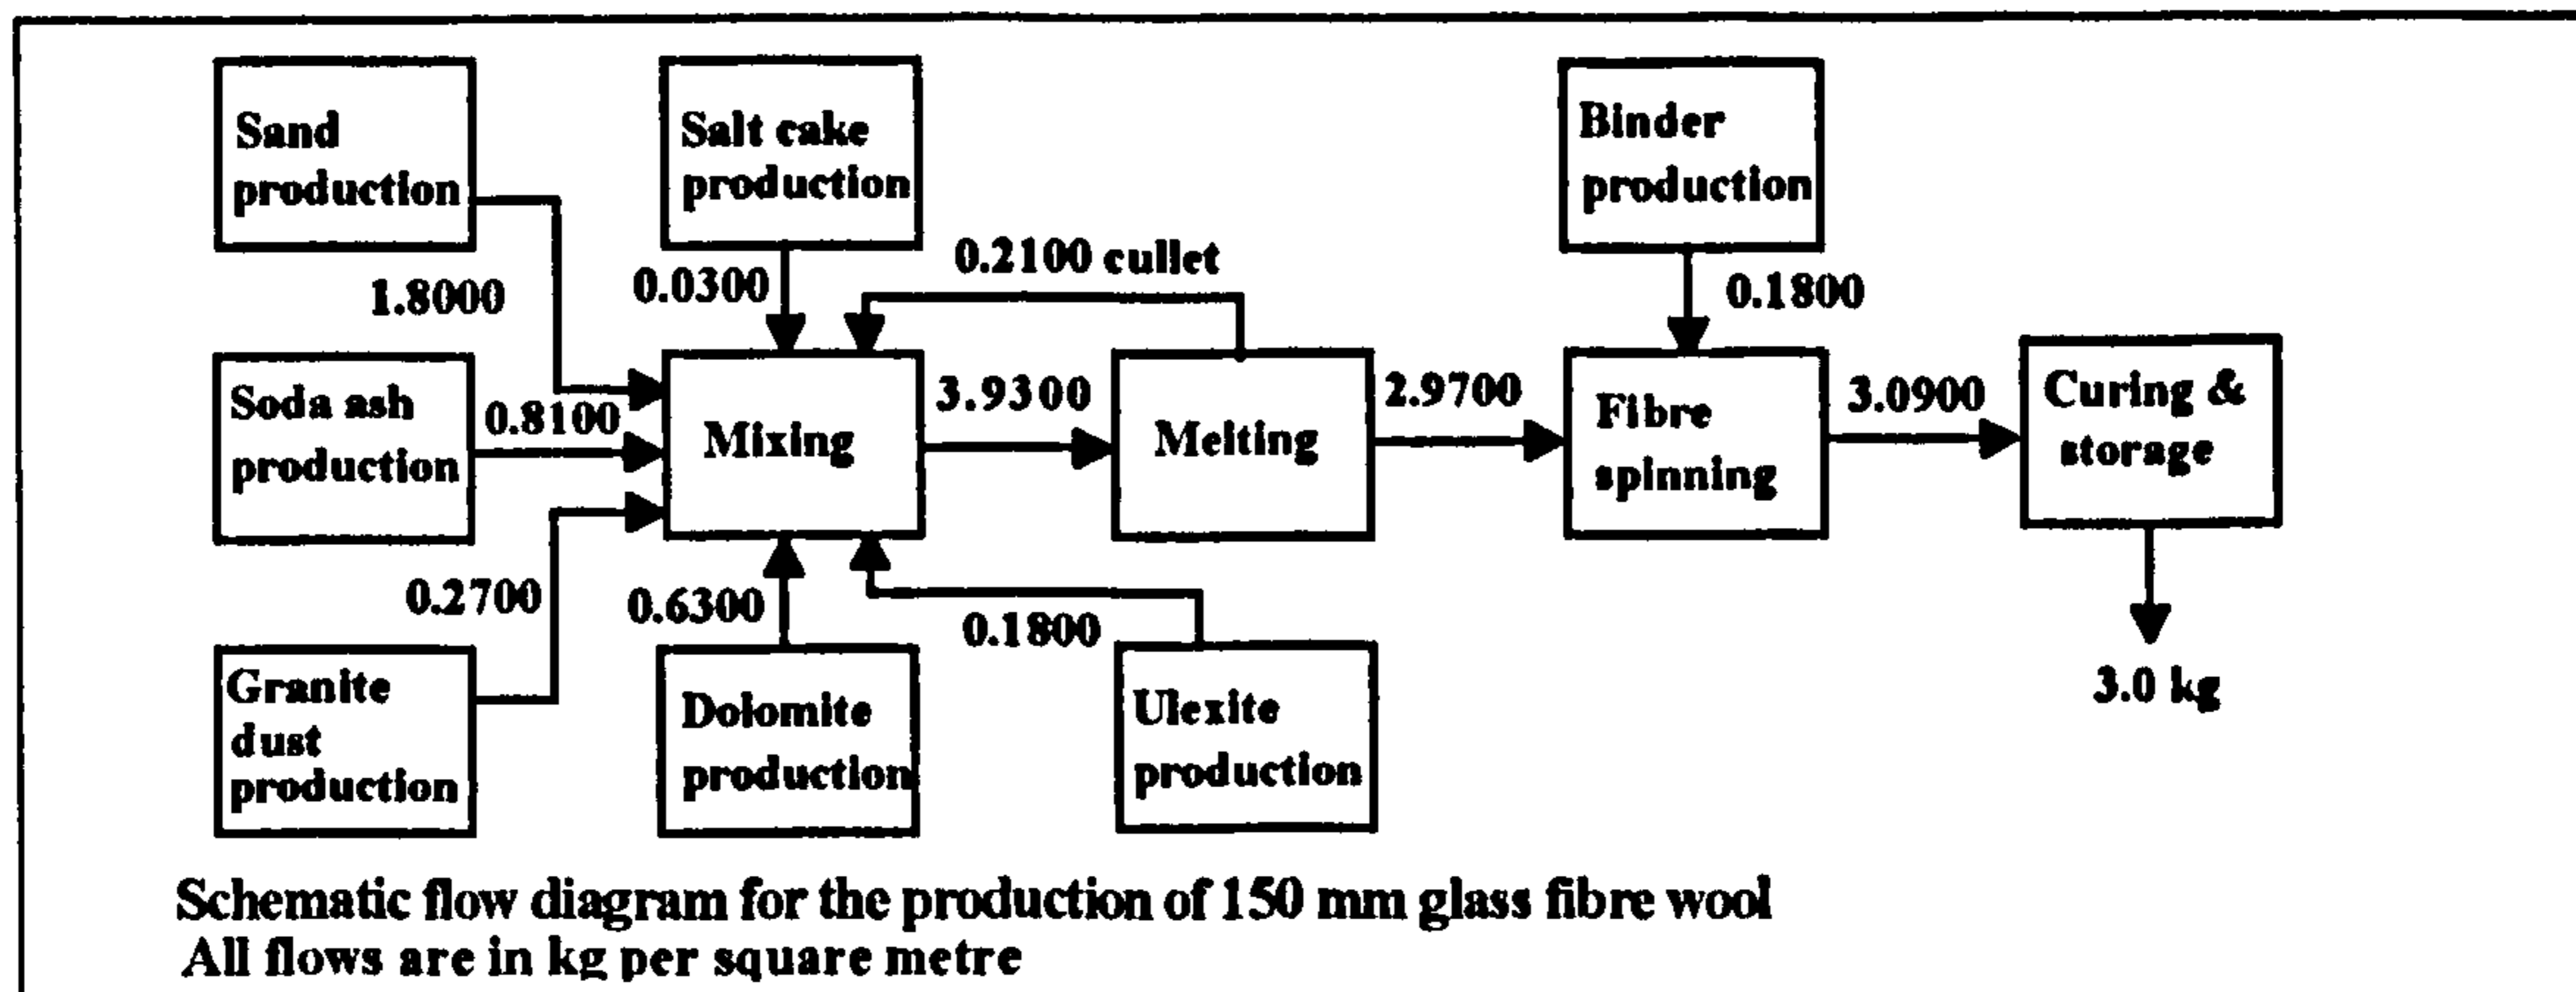 Sand
production
Salt cake
production
Binder
production
1.8000
0.0300
0.2100 cullet
0.1800
Soda ash
production
0.8100
Mixing
3.9300
Melting
2.9700
Fibre
spinning
3.0900
Curing &
storage
0.2700
0.6300
0.1800
3.0 kg
Granite
dust
production
Dolomite
production
Ulexite
production
Schematic flow diagram for the production of 150 mm glass fibre wool
All flows are in kg per square metre